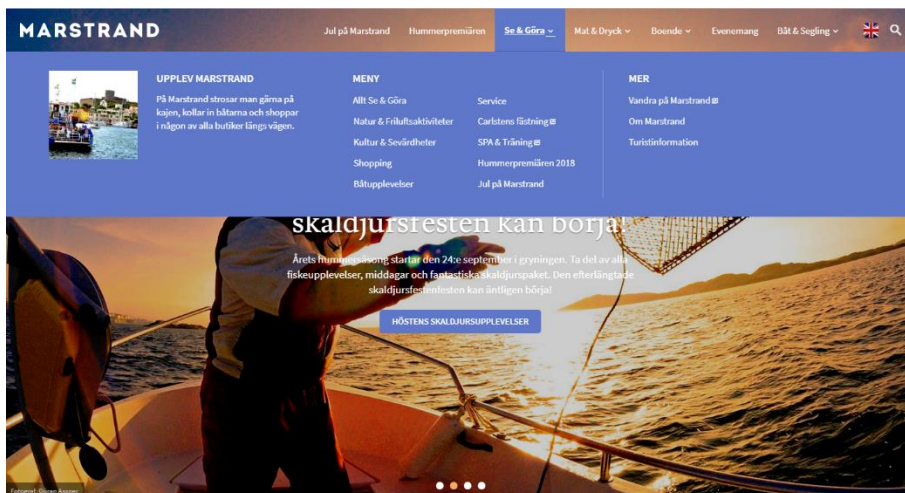 MARSTRAND
Jul på Marstrand Hummerpremiären Se & Göra Mat & Dryck Boende Evenemang Båt & Segling
UPPLEV MARSTRAND
På Marstrand strosar man gärna på
kajen, kollar in båtarna och shoppar
i någon av alla butiker längs vägen.
MENY
Allt Se & Göra
Natur & Friluftsaktiviteter
Kultur & Sevärdheter
Shopping
Båtupplevelser
Service
Carlstens fästning
SPA & Träning
Hummerpremiären 2018
Jul på Marstrand
MER
Vandra på Marstrand
Om Marstrand
Turistinformation
skaldjursfesten kan börja!
Årets hummersäsong startar den 24:e september i gryningen. Ta del av alla
fiskeupplevelser, middagar och fantastiska skaldjurspaket. Den efterlängtade
skaldjursfestenfesten kan äntligen börja!
HÖSTENS SKALDJURSUPPLEVELSER
Fotograf: Göran Assner